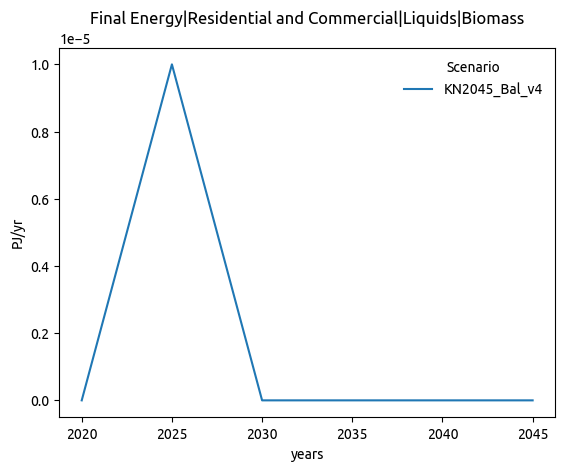 Final Energy|Residential and Commercial|Liquids|Biomass
1e−5
Scenario
KN2045_Bal_v4
1.0
0.8
0.6
0.4
0.2
0.0
PJ/yr
2020 2025 2030 2035 2040 2045
years